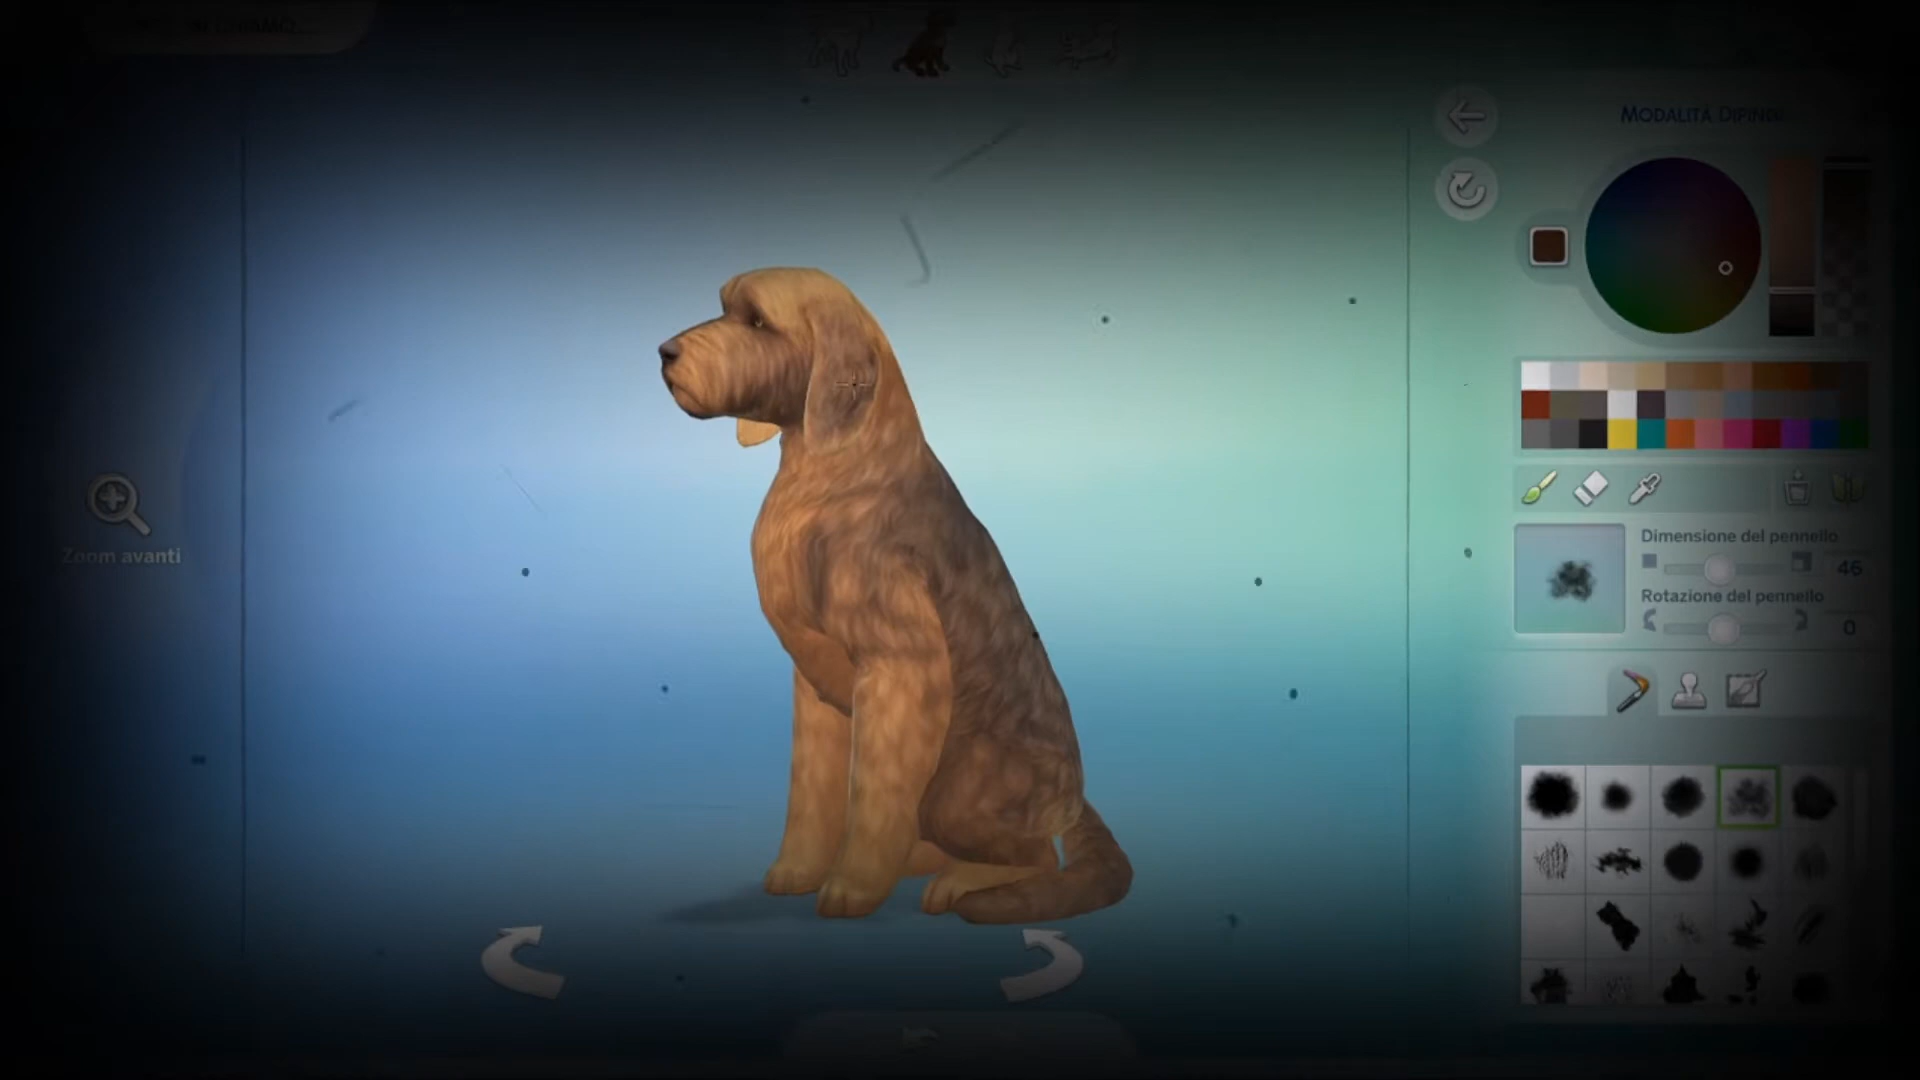 MODALITÀ DIPINGI
Zoom avanti
Dimensione del pennello
46
Rotazione del pennello
0